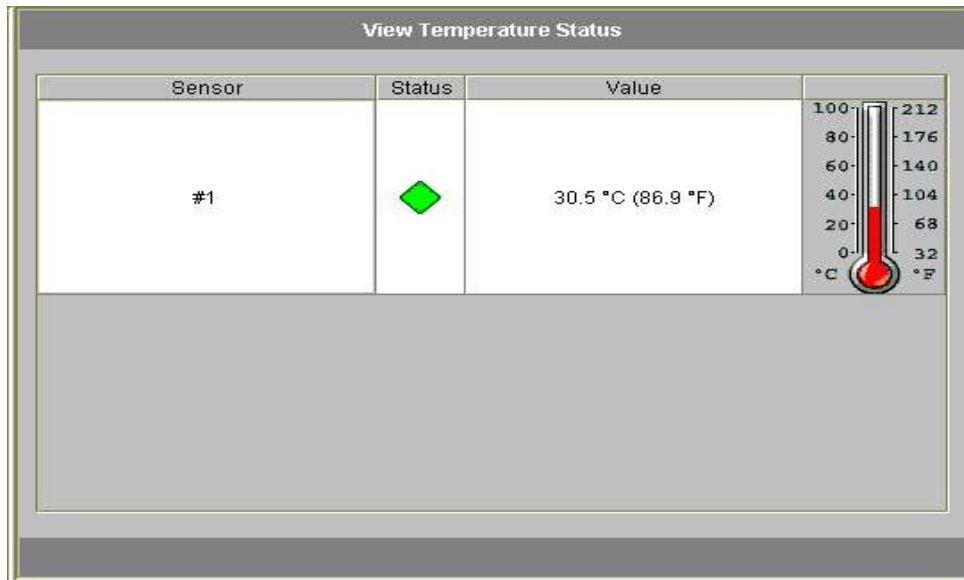 View Temperature Status
Sensor Status Value
#1 30.5 °C (86.9 °F)
100 212
80 176
60 140
40 104
20 68
0 32
°C °F